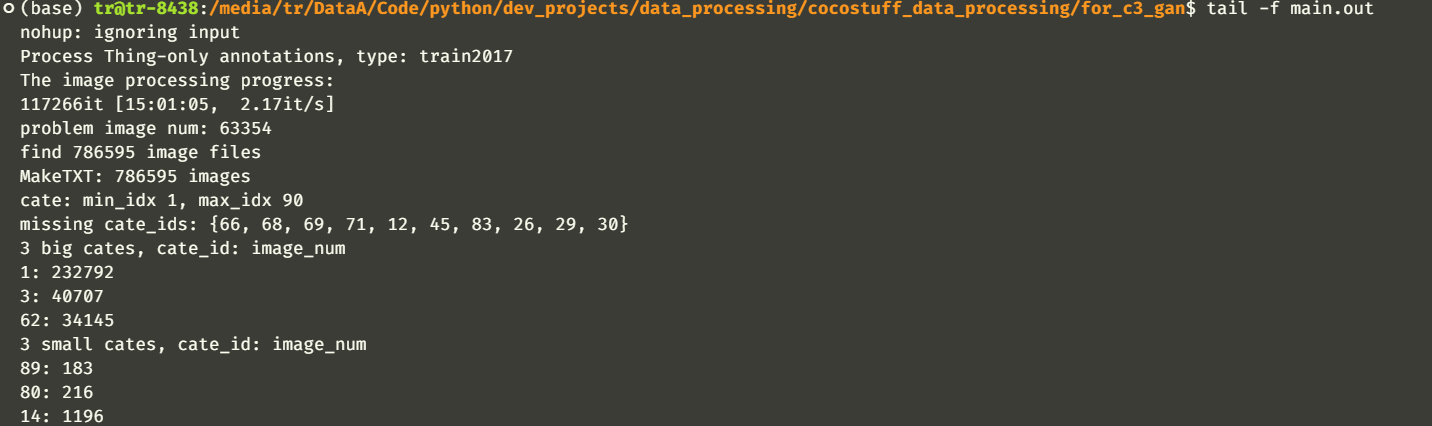 (base) tr@tr-8438:/media/tr/DataA/Code/python/dev_projects/data_processing/cocostuff_data_processing/for_c3_gan$ tail -f main.out
nohup: ignoring input
Process Thing-only annotations, type: train2017
The image processing progress:
117266it [15:01:05,  2.17it/s]
problem image num: 63354
find 786595 image files
MakeTXT: 786595 images
cate: min_idx 1, max_idx 90
missing cate_ids: {66, 68, 69, 71, 12, 45, 83, 26, 29, 30}
3 big cates, cate_id: image_num
1: 232792
3: 40707
62: 34145
3 small cates, cate_id: image_num
89: 183
80: 216
14: 1196